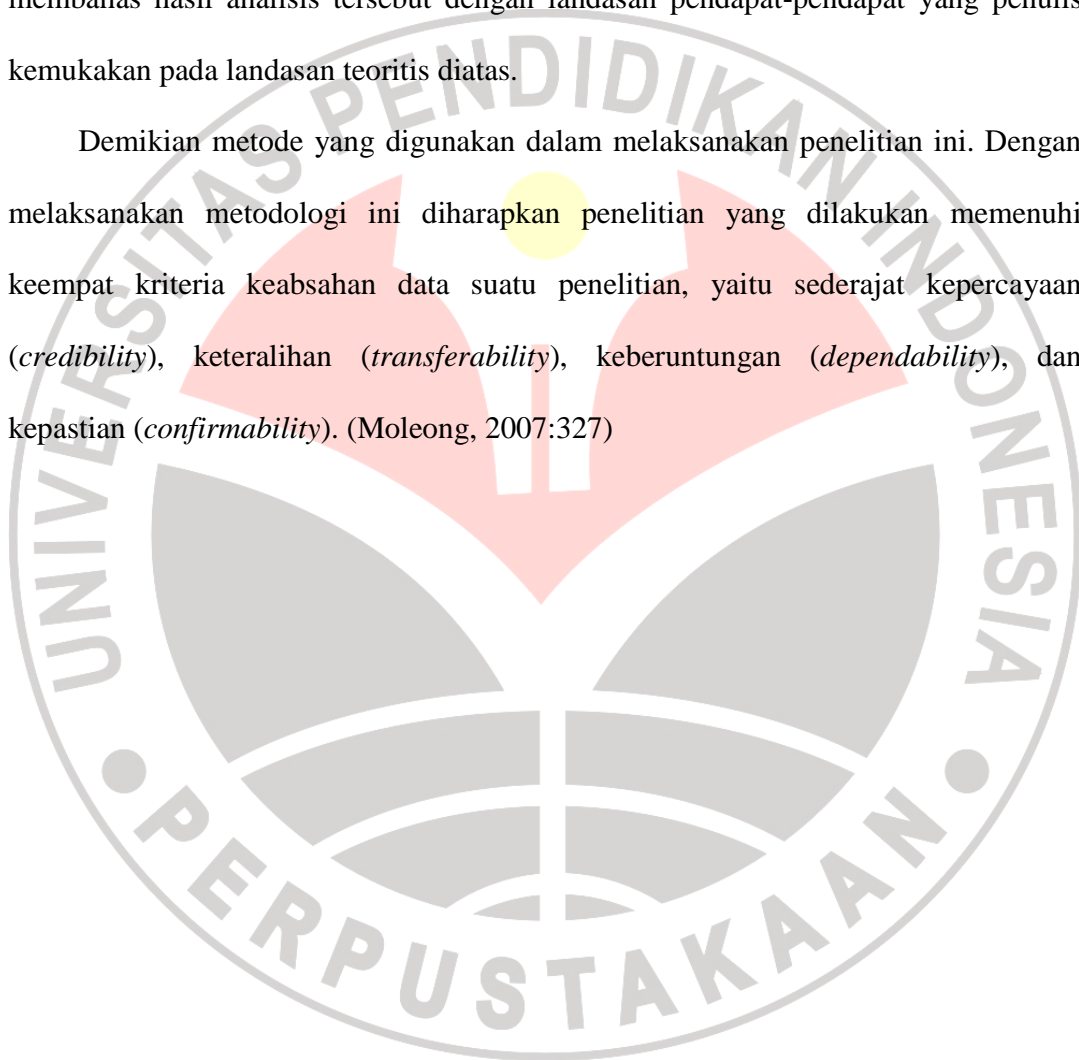 membahas hasil analisis tersebut dengan landasan pendapat-pendapat yang penulis
kemukakan pada landasan teoritis diatas.
Demikian metode yang digunakan dalam melaksanakan penelitian ini. Dengan
melaksanakan metodologi ini diharapkan penelitian yang dilakukan memenuhi
keempat kriteria keabsahan data suatu penelitian, yaitu sederajat kepercayaan
(credibility), keteralihan (transferability), keberuntungan (dependability), dan
kepastian (confirmability). (Moleong, 2007:327)
UNIVERSITAS PENDIDIKAN INDONESIA
PERPUSTAKAAN